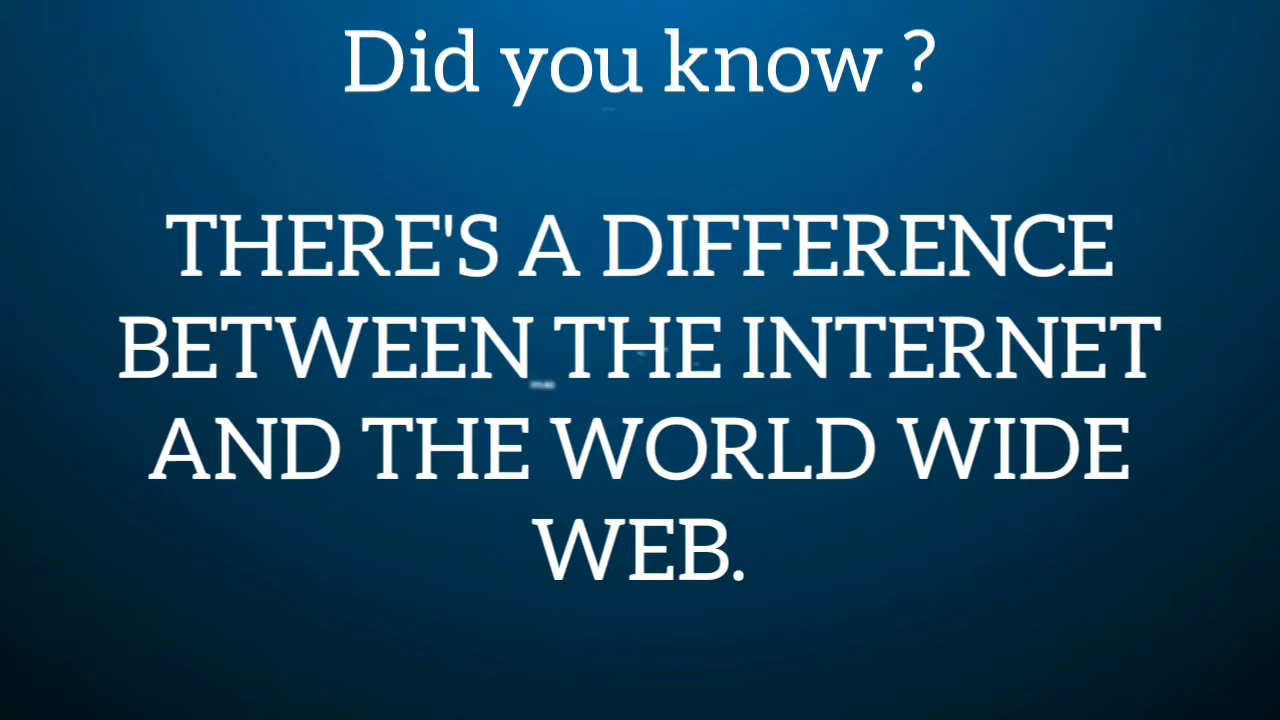 Did you know ?
THERE'S A DIFFERENCE
BETWEEN THE INTERNET
AND THE WORLD WIDE
WEB.